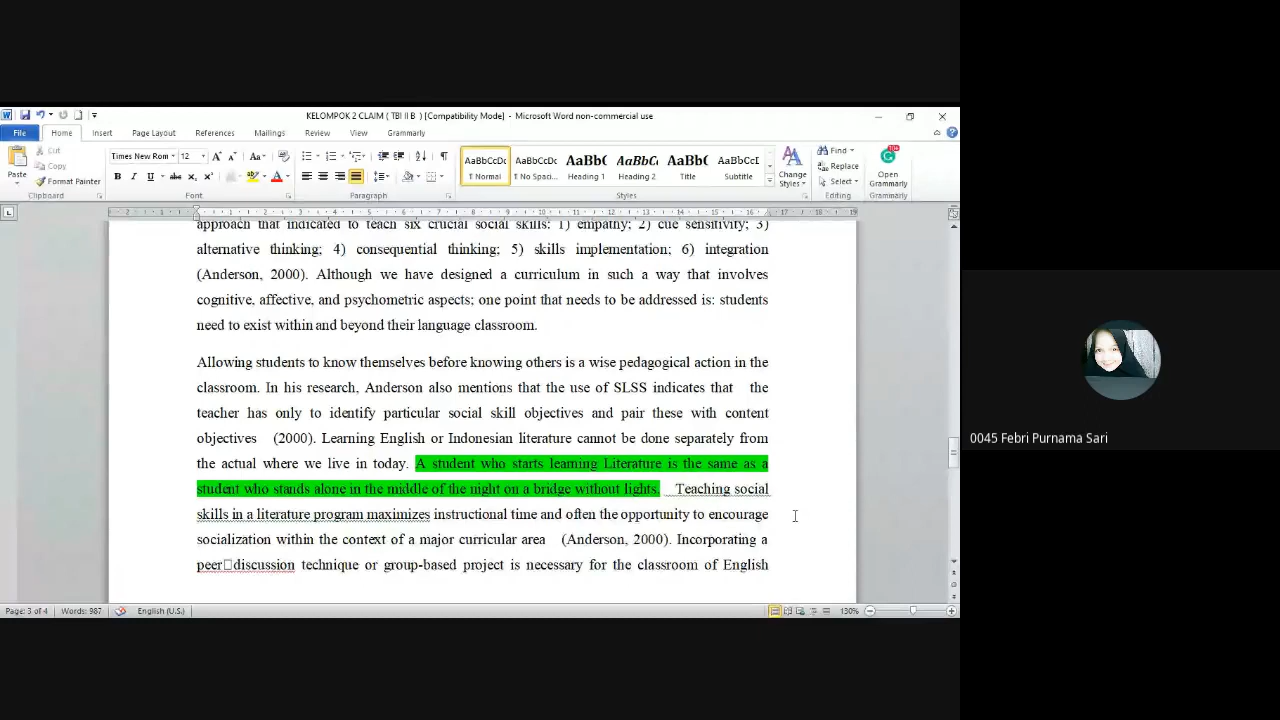 KELOMPOK 2 CLAIM ( TBI II B ) [Compatibility Mode] - Microsoft Word non-commercial use
File Home Insert Page Layout References Mailings Review View Grammarly
Cut
Copy
Format Painter
Paste
Clipboard
Times New Rom 12
B I U abc x₂ x²
Font
Paragraph
AaBbCcDc AaBbCcDc AaBb( AaBbCc AaBb( AaBbCcI
¶ Normal ¶ No Spaci... Heading 1 Heading 2 Title Subtitle
Change Styles
Styles
Find
Replace
Select
Editing
Open Grammarly
Grammarly
approach that indicated to teach six crucial social skills: 1) empathy; 2) cue sensitivity; 3)
alternative thinking; 4) consequential thinking; 5) skills implementation; 6) integration
(Anderson, 2000). Although we have designed a curriculum in such a way that involves
cognitive, affective, and psychometric aspects; one point that needs to be addressed is: students
need to exist within and beyond their language classroom.
Allowing students to know themselves before knowing others is a wise pedagogical action in the
classroom. In his research, Anderson also mentions that the use of SLSS indicates that the
teacher has only to identify particular social skill objectives and pair these with content
objectives (2000). Learning English or Indonesian literature cannot be done separately from
the actual where we live in today. A student who starts learning Literature is the same as a
student who stands alone in the middle of the night on a bridge without lights. Teaching social
skills in a literature program maximizes instructional time and often the opportunity to encourage
socialization within the context of a major curricular area (Anderson, 2000). Incorporating a
peer□discussion technique or group-based project is necessary for the classroom of English
Page: 3 of 4 Words: 987 English (U.S.) 130%
0045 Febri Purnama Sari